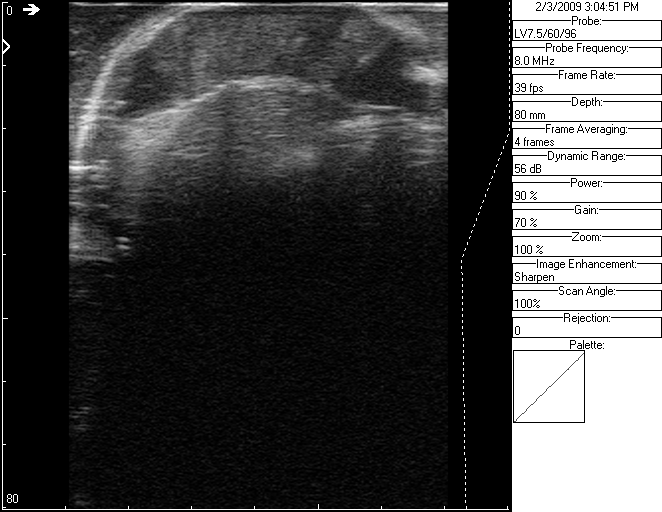 0
2/3/2009 3:04:51 PM
Probe:
LV7.5/60/96
Probe Frequency:
8.0 MHz
Frame Rate:
39 fps
Depth:
80 mm
Frame Averaging:
4 frames
Dynamic Range:
56 dB
Power:
90 %
Gain:
70 %
Zoom:
100 %
Image Enhancement:
Sharpen
Scan Angle:
100%
Rejection:
0
Palette:
80